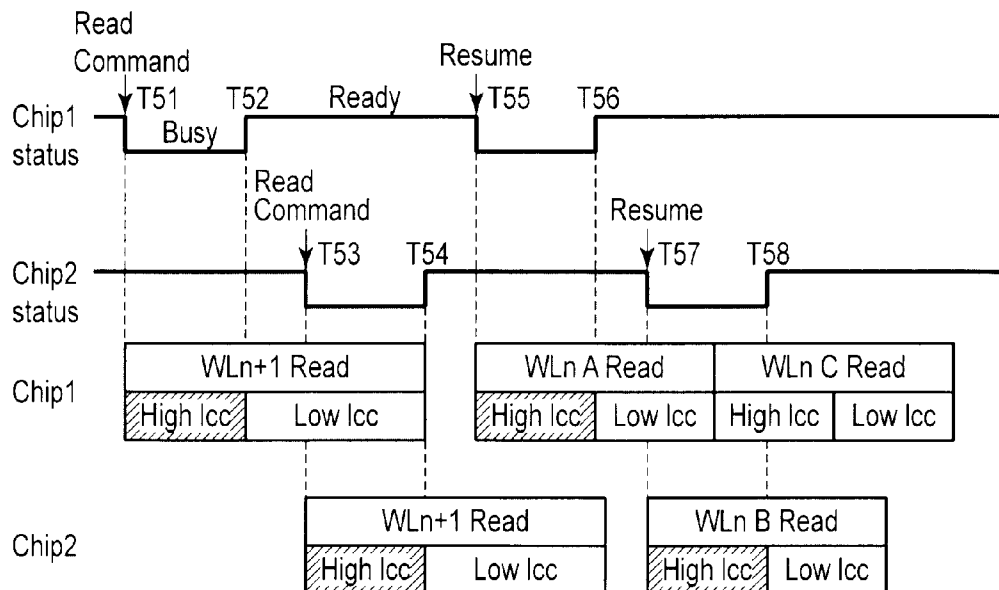 Read
Command
Resume
T51 T52 Ready T55 T56
Chip1
status
Busy
Read
Command
Resume
T53 T54 T57 T58
Chip2
status
Chip1
WLn+1 Read WLn A Read WLn C Read
High Icc Low Icc High Icc Low Icc High Icc Low Icc
Chip2
WLn+1 Read WLn B Read
High Icc Low Icc High Icc Low Icc